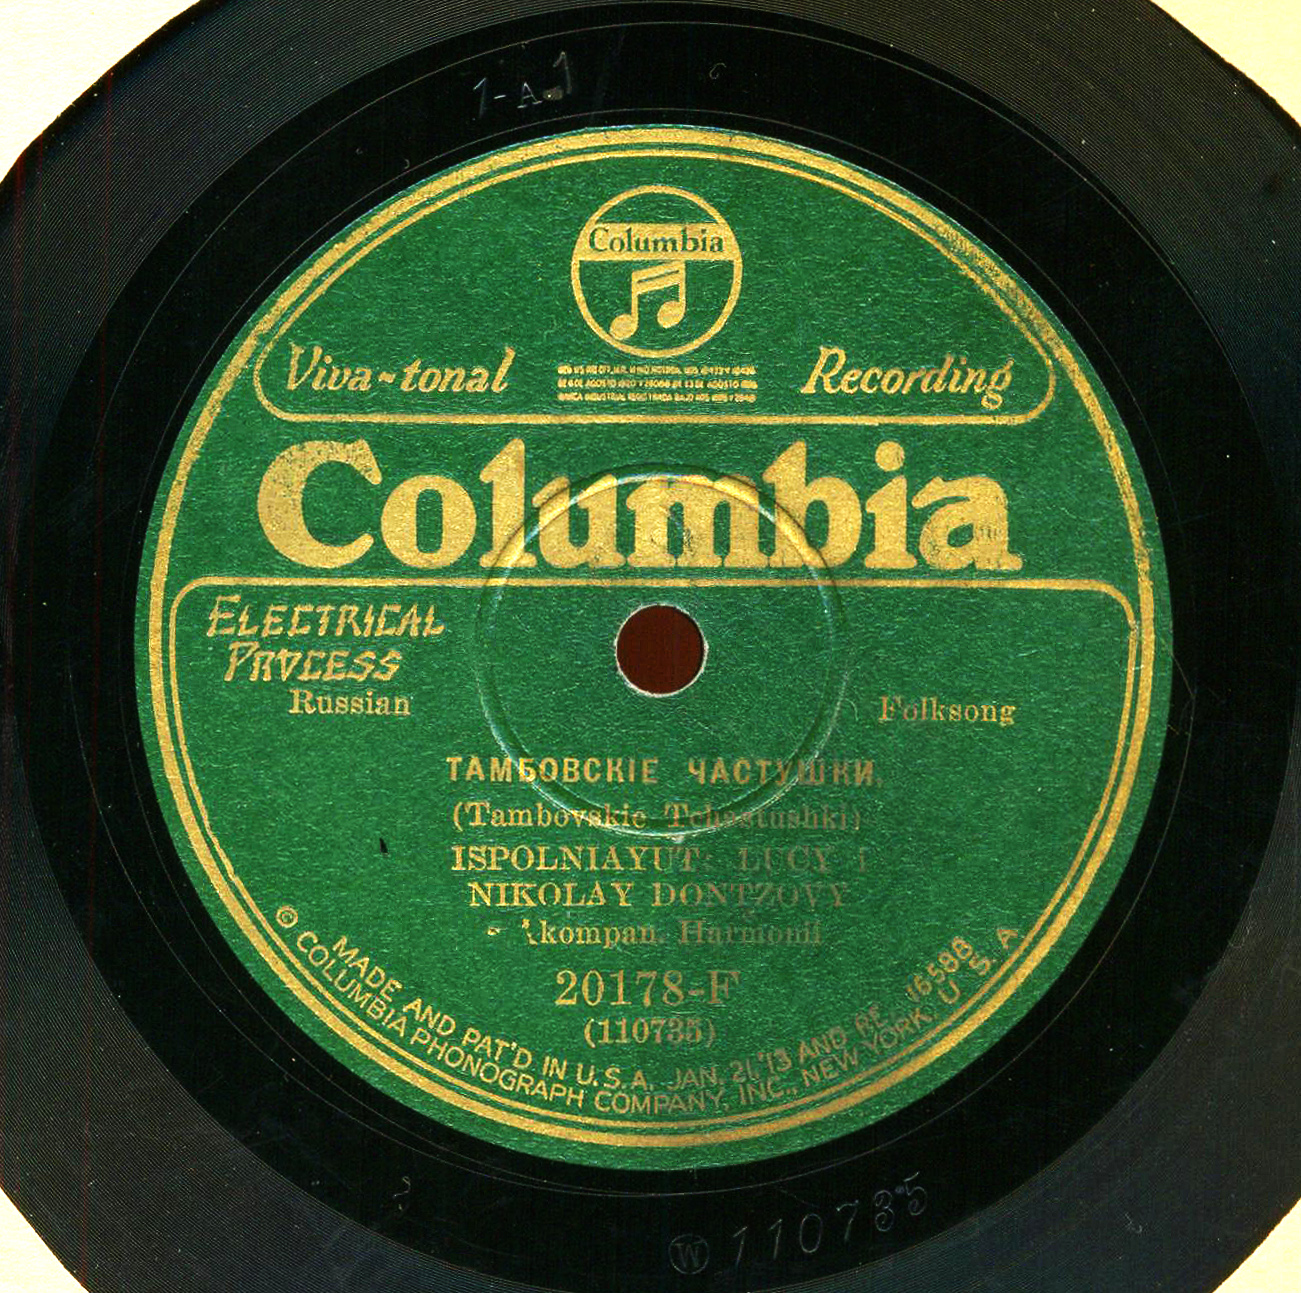 1-A-1
Columbia
Viva-tonal Recording
Columbia
ELECTRICAL
PROCESS
Russian Folksong
ТАМБОВСКІЕ ЧАСТУШКИ.
(Tambovskie Tchastushki)
ISPOLNIAYUT: LUCY i
NIKOLAY DONTZOVY
Akompan. Harmonii
20178-F
(110735)
MADE AND PAT'D IN U.S.A. JAN. 21,'13 AND RE. 16588
© COLUMBIA PHONOGRAPH COMPANY, INC., NEW YORK, U.S.A
W 110735